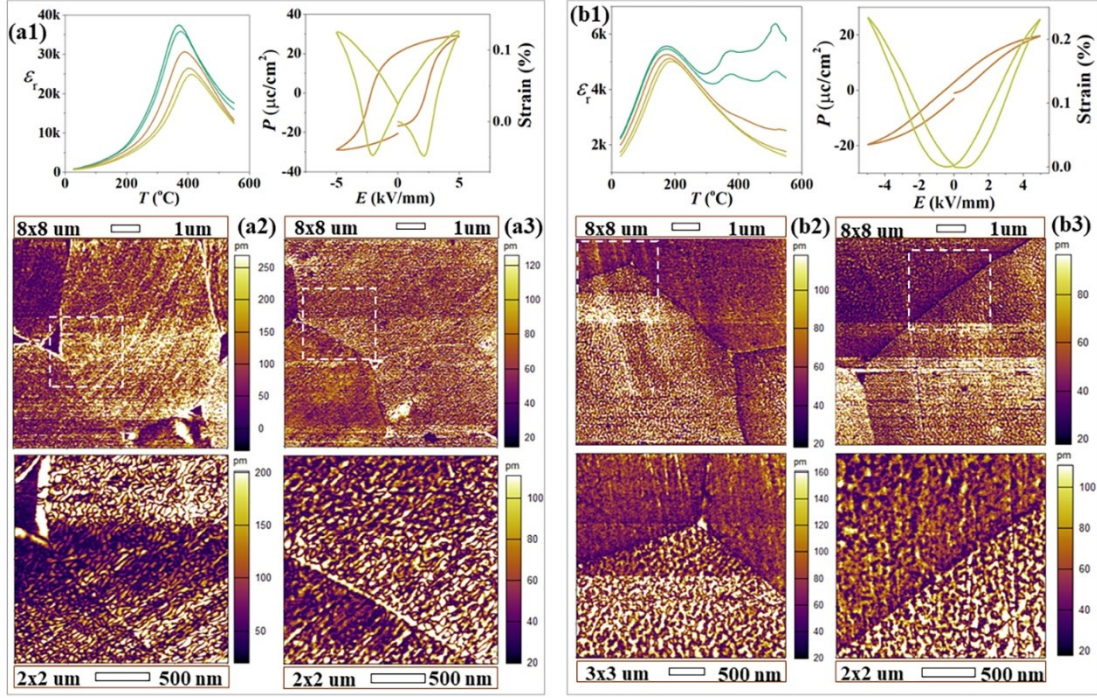 (a1)
40k
30k
20k
10k
0
εr
0 200 400 600
T (°C)
40
20
0
-20
-40
P (μc/cm²)
0.1
0.0
Strain (%)
-5 0 5
E (kV/mm)
(b1)
6k
4k
2k
εr
0 200 400
T (°C)
20
0
-20
P (μc/cm²)
0.2
0.1
0.0
Strain (%)
-4 -2 0 2 4
E (kV/mm)
8x8 um 1um (a2)
pm
250
200
150
100
50
0
8x8 um 1um (a3)
pm
120
100
80
60
40
20
8x8 um 1um (b2)
pm
100
80
60
40
20
8x8 um 1um (b3)
pm
80
60
40
20
pm
200
150
100
50
2x2 um 500 nm
pm
100
80
60
40
20
2x2 um 500 nm
pm
160
140
120
100
80
60
40
20
3x3 um 500 nm
pm
100
80
60
40
20
2x2 um 500 nm